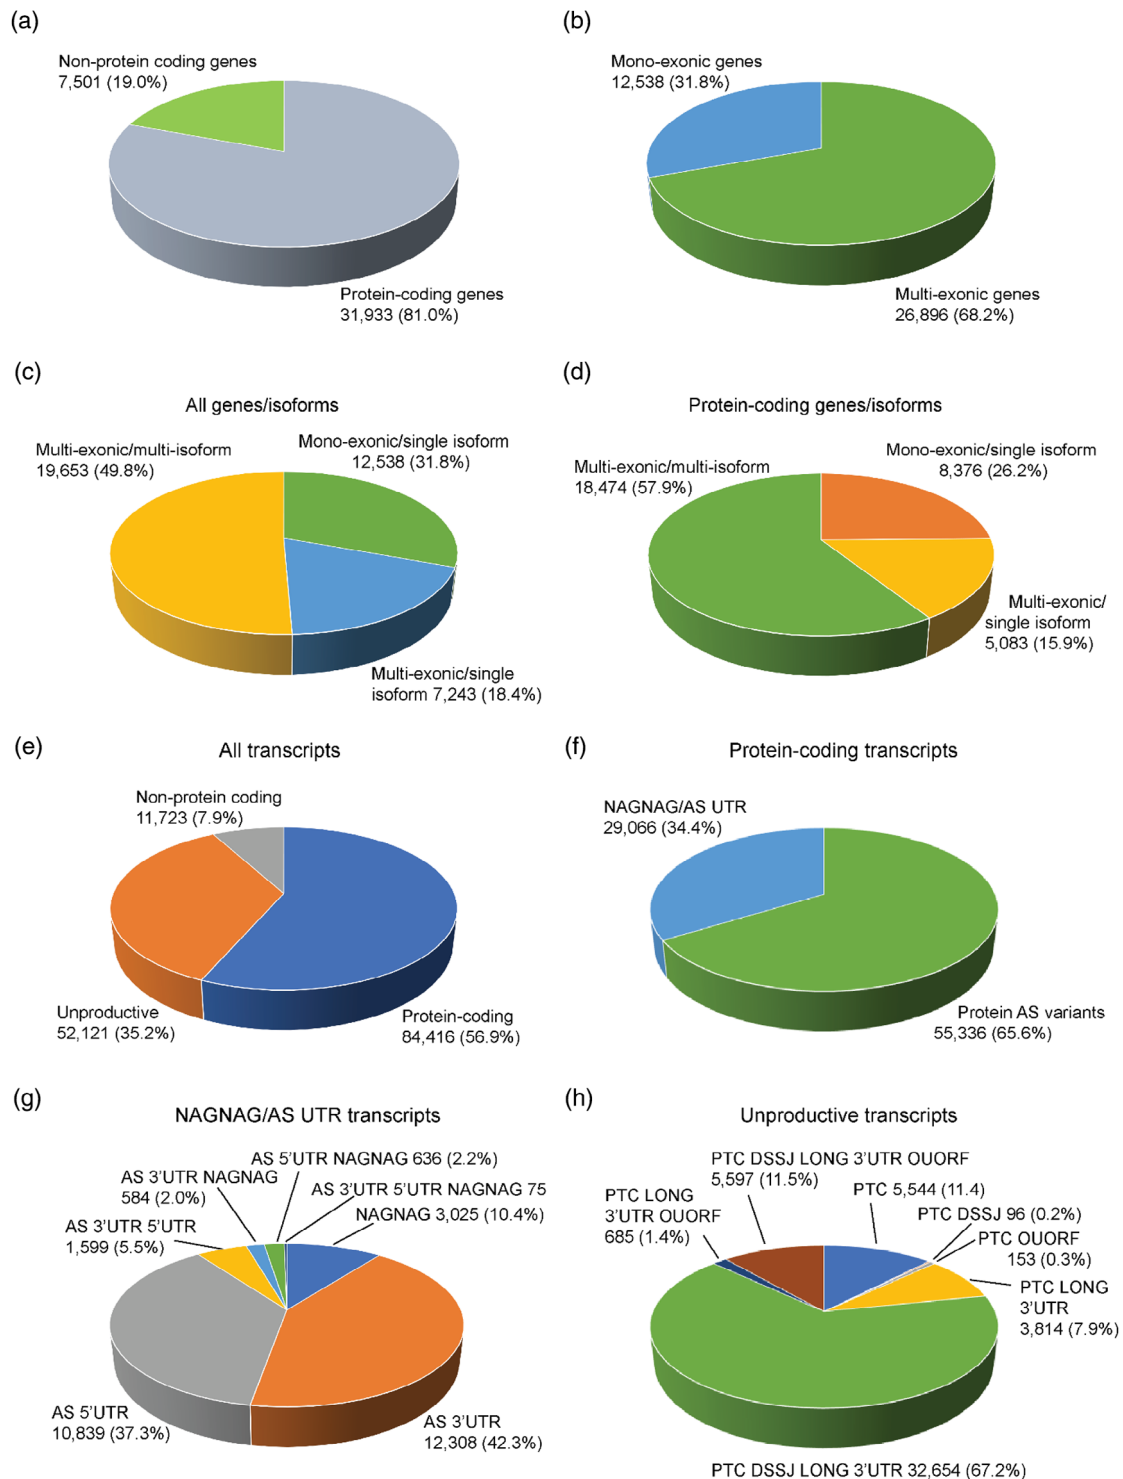 (a)
Non-protein coding genes
7,501 (19.0%)
Protein-coding genes
31,933 (81.0%)
(b)
Mono-exonic genes
12,538 (31.8%)
Multi-exonic genes
26,896 (68.2%)
(c)
All genes/isoforms
Multi-exonic/multi-isoform
19,653 (49.8%)
Mono-exonic/single isoform
12,538 (31.8%)
Multi-exonic/single
isoform 7,243 (18.4%)
(d)
Protein-coding genes/isoforms
Multi-exonic/multi-isoform
18,474 (57.9%)
Mono-exonic/single isoform
8,376 (26.2%)
Multi-exonic/
single isoform
5,083 (15.9%)
(e)
All transcripts
Non-protein coding
11,723 (7.9%)
Unproductive
52,121 (35.2%)
Protein-coding
84,416 (56.9%)
(f)
Protein-coding transcripts
NAGNAG/AS UTR
29,066 (34.4%)
Protein AS variants
55,336 (65.6%)
(g)
NAGNAG/AS UTR transcripts
AS 5’UTR NAGNAG 636 (2.2%)
AS 3’UTR NAGNAG
584 (2.0%)
AS 3’UTR 5’UTR NAGNAG 75
NAGNAG 3,025 (10.4%)
AS 3’UTR 5’UTR
1,599 (5.5%)
AS 5’UTR
10,839 (37.3%)
AS 3’UTR
12,308 (42.3%)
(h)
Unproductive transcripts
PTC DSSJ LONG 3’UTR OUORF
5,597 (11.5%)
PTC LONG
3’UTR OUORF
685 (1.4%)
PTC 5,544 (11.4)
PTC DSSJ 96 (0.2%)
PTC OUORF
153 (0.3%)
PTC LONG
3’UTR
3,814 (7.9%)
PTC DSSJ LONG 3’UTR 32,654 (67.2%)